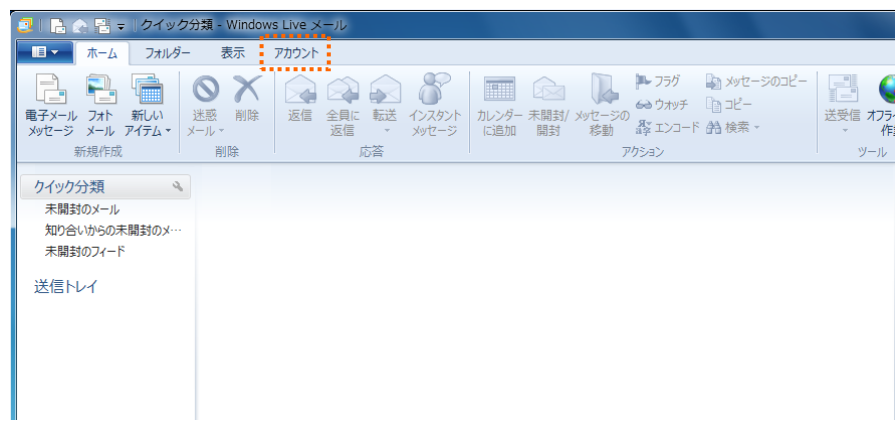 クイック分類 - Windows Live メール
ホーム フォルダー 表示 アカウント
電子メール メッセージ
フォト メール
新しい アイテム
新規作成
迷惑 メール
削除
削除
返信
全員に 返信
転送
インスタント メッセージ
応答
カレンダー に追加
未開封/ 開封
メッセージの 移動
フラグ
ウォッチ
エンコード
メッセージのコピー
コピー
検索
アクション
送受信
ツール
クイック分類
未開封のメール
知り合いからの未開封のメ…
未開封のフィード
送信トレイ